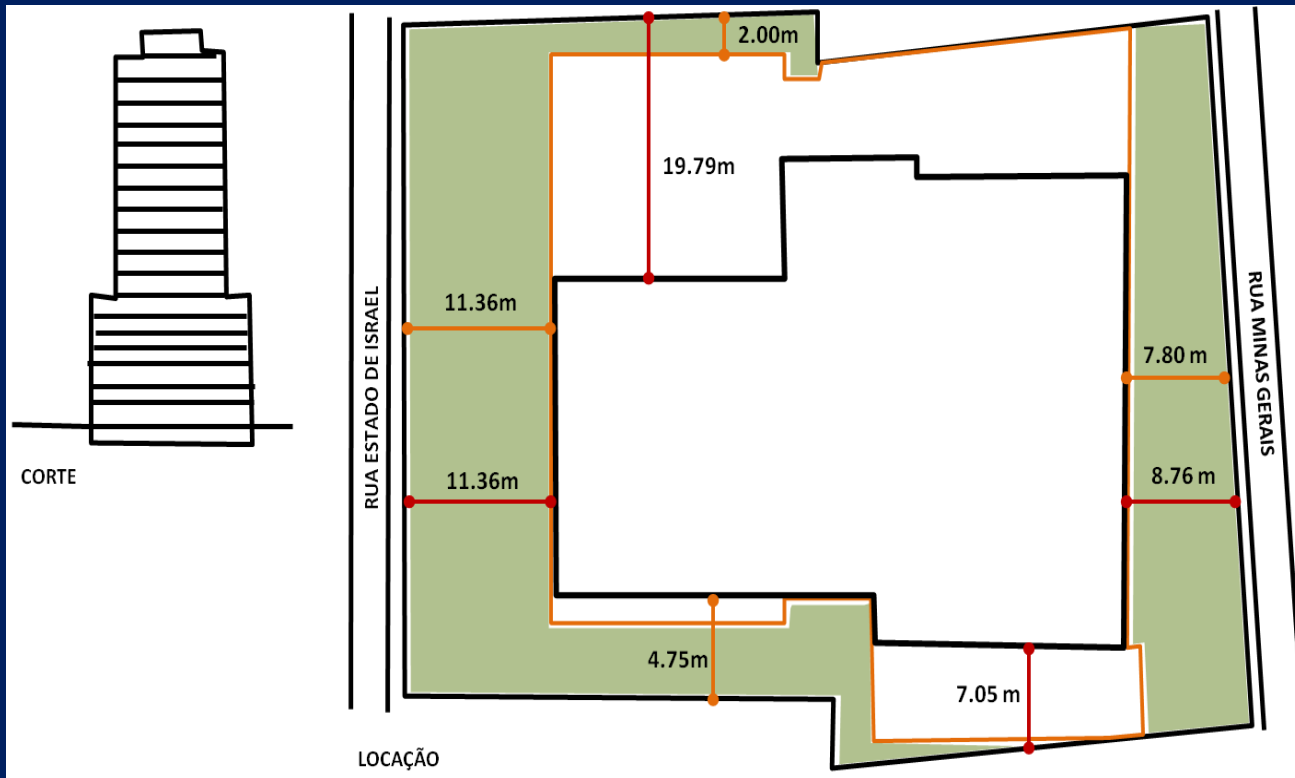 2.00m
19.79m
11.36m
RUA ESTADO DE ISRAEL
7.80 m
RUA MINAS GERAIS
11.36m
8.76 m
CORTE
4.75m
7.05 m
LOCAÇÃO